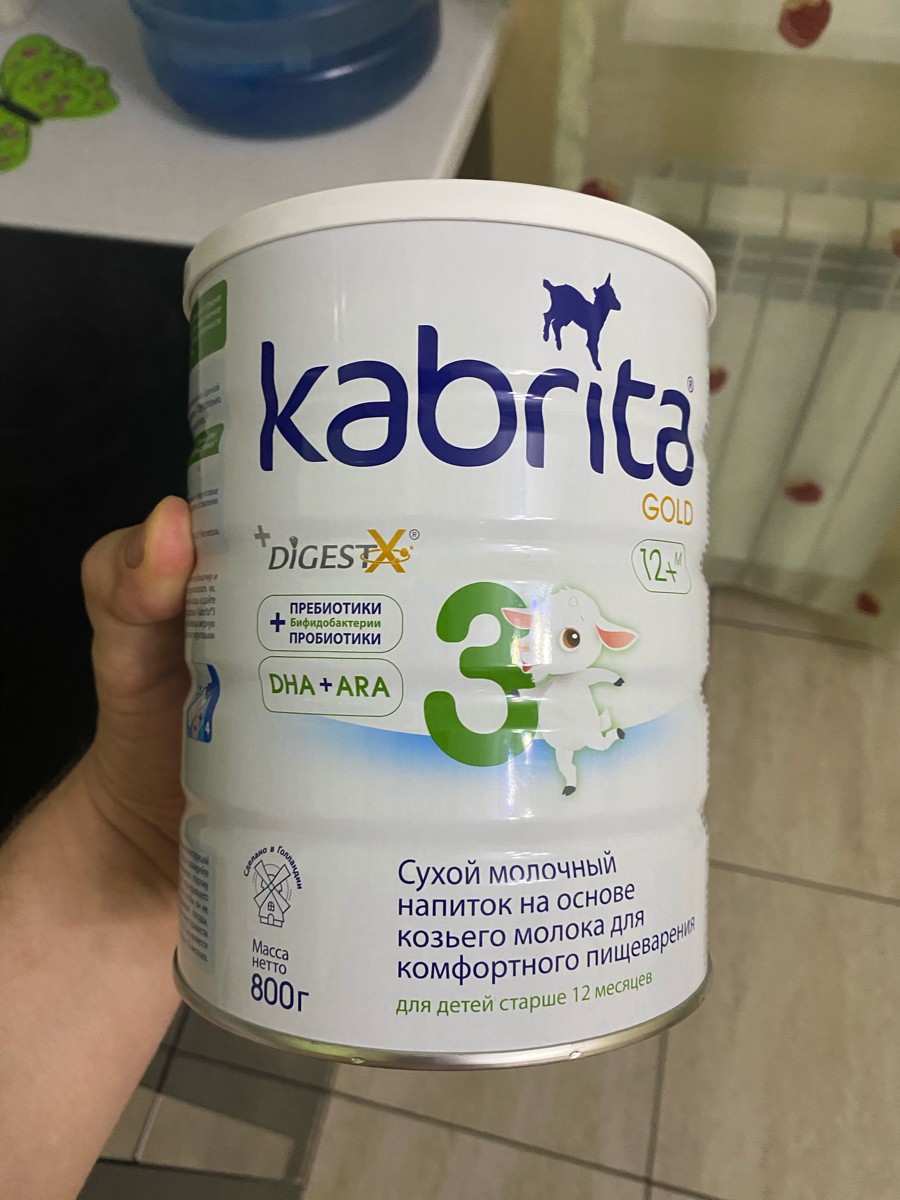 kabrita®
GOLD
+DIGESTX®
12+м
+ ПРЕБИОТИКИ
Бифидобактерии
ПРОБИОТИКИ
3
DHA+ARA
Сделано в Голландии
Сухой молочный
напиток на основе
козьего молока для
комфортного пищеварения
для детей старше 12 месяцев
Масса
нетто
800г